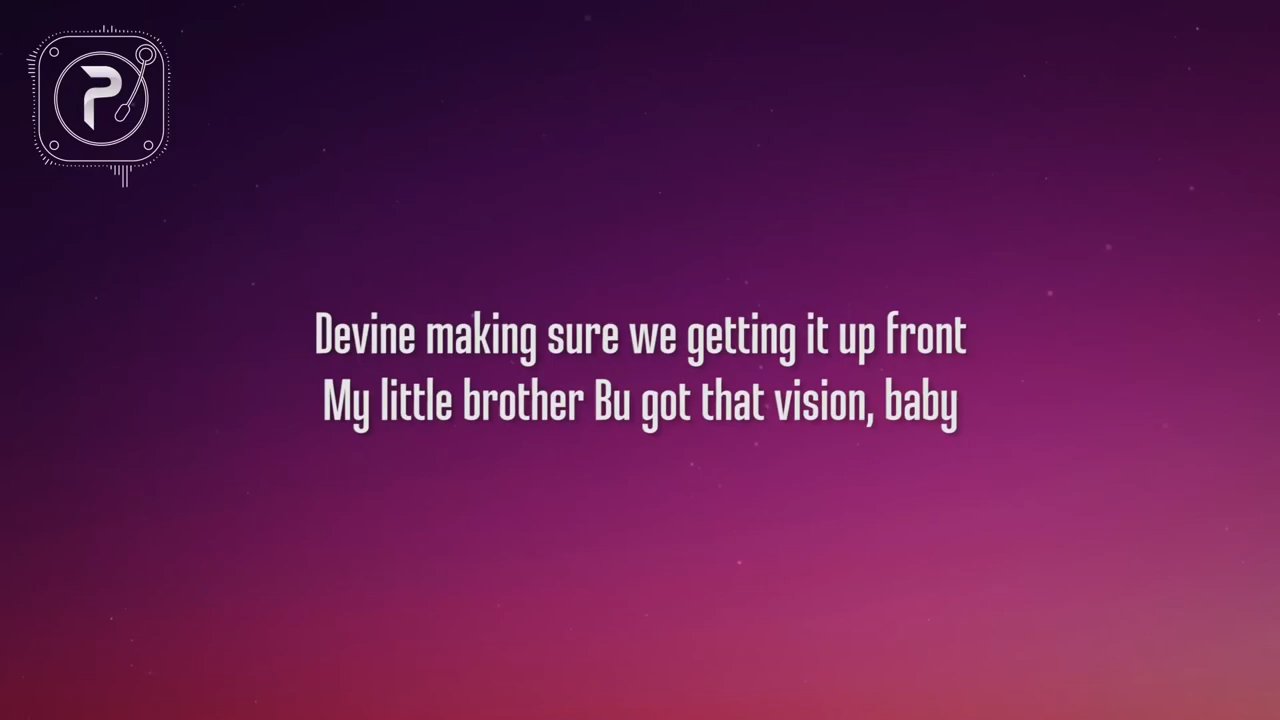 P
Devine making sure we getting it up front
My little brother Bu got that vision, baby